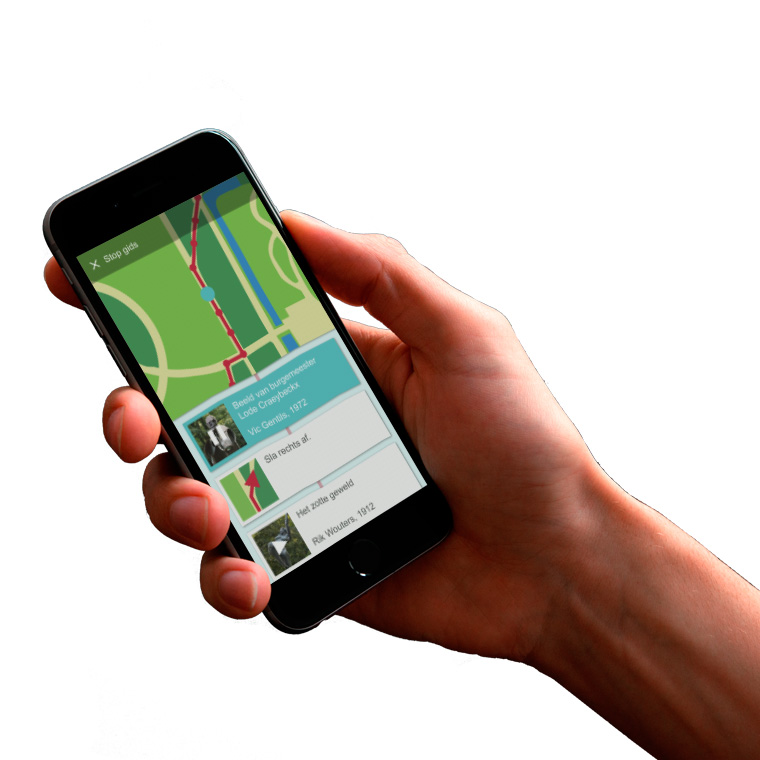 × Stop gids
Beeld van burgemeester
Lode Craeybeckx
Vic Gentils, 1972
Sla rechts af.
Het zotte geweld
Rik Wouters, 1912